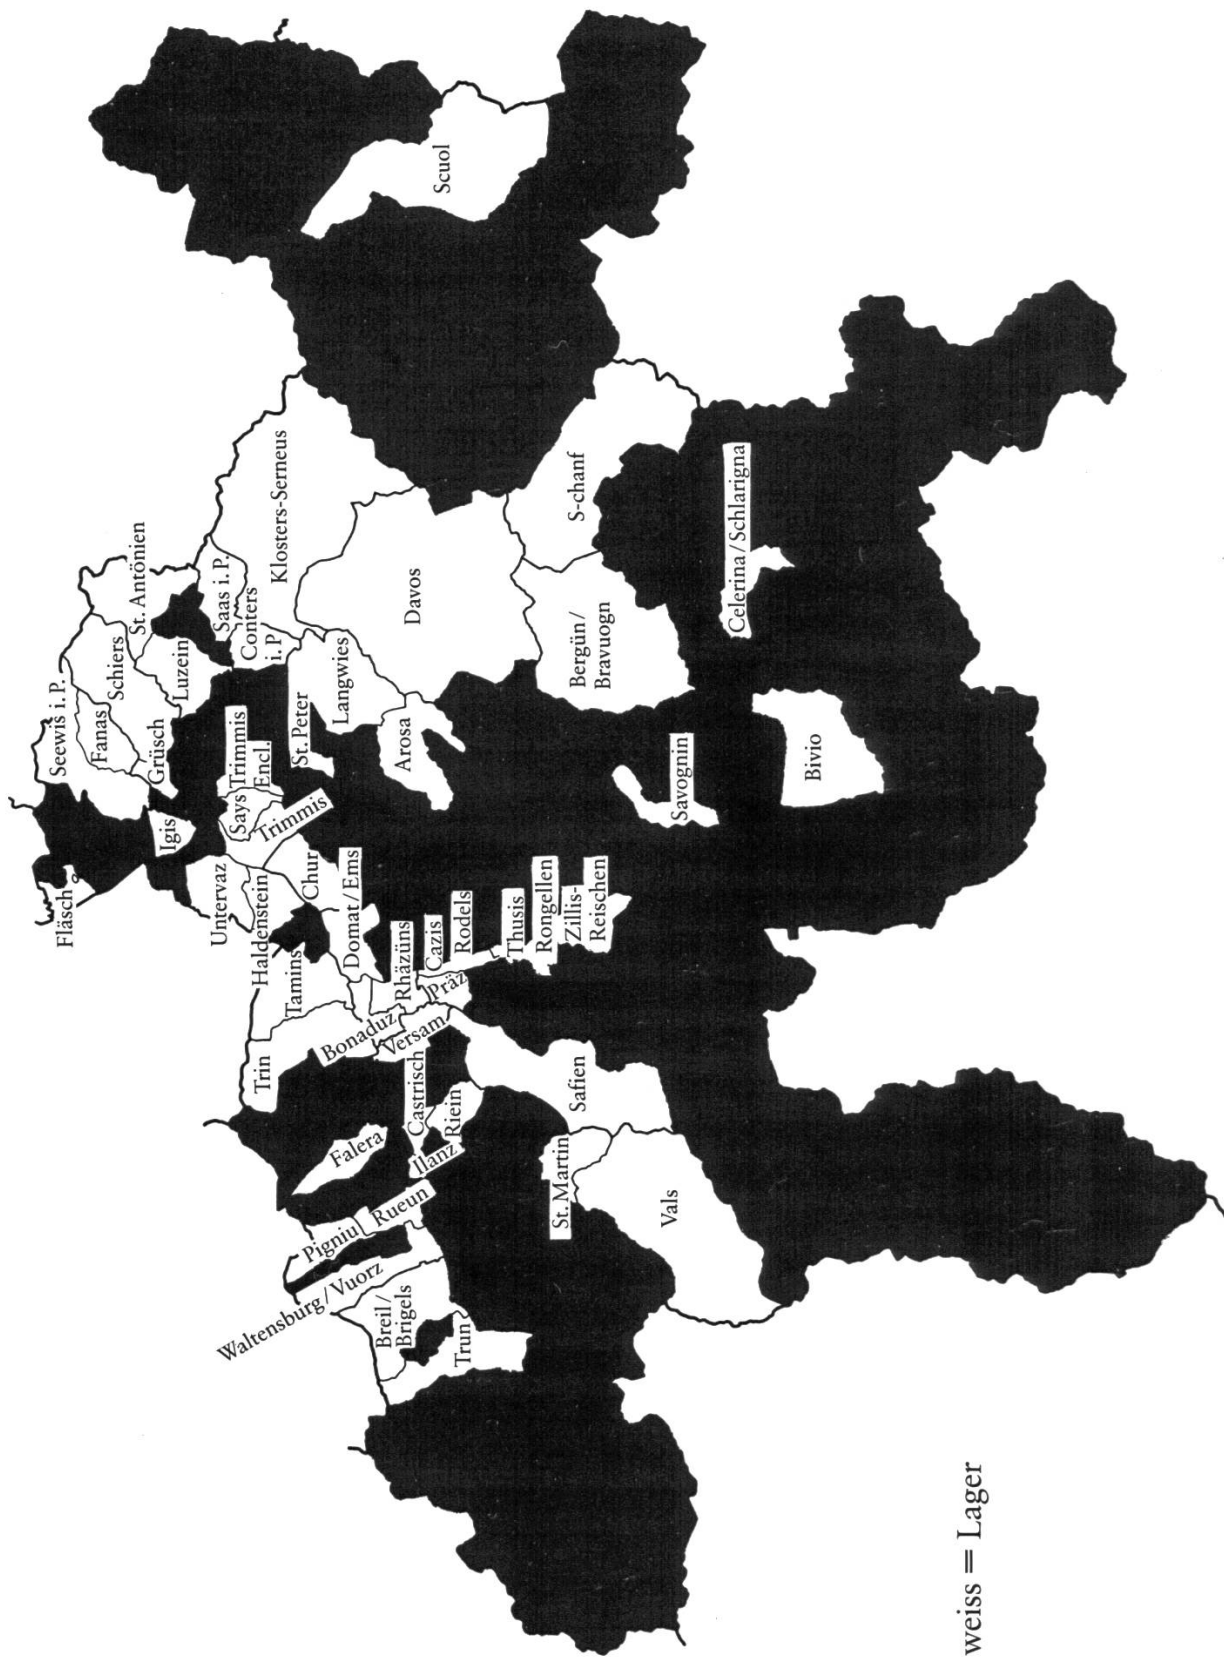 Fläsch
Seewis i. P.
Fanas
Schiers
St. Antönien
Grüsch
Luzein
Saas i. P.
Conters
i. P
Klosters-Serneus
Igis
Says
Trimmis
Encl.
Trimmis
Untervaz
Haldenstein
Chur
St. Peter
Langwies
Arosa
Davos
Scuol
Trin
Tamins
Domat / Ems
Bonaduz
Rhäzüns
Versam
Cazis
Präz
Rodels
Thusis
Rongellen
Zillis-
Reischen
Falera
Castrisch
Ilanz
Riein
Pigniu
Rueun
Waltensburg / Vuorz
Breil /
Brigels
Trun
St. Martin
Safien
Vals
Bergün /
Bravuogn
S-chanf
Savognin
Celerina / Schlarigna
Bivio
weiss = Lager